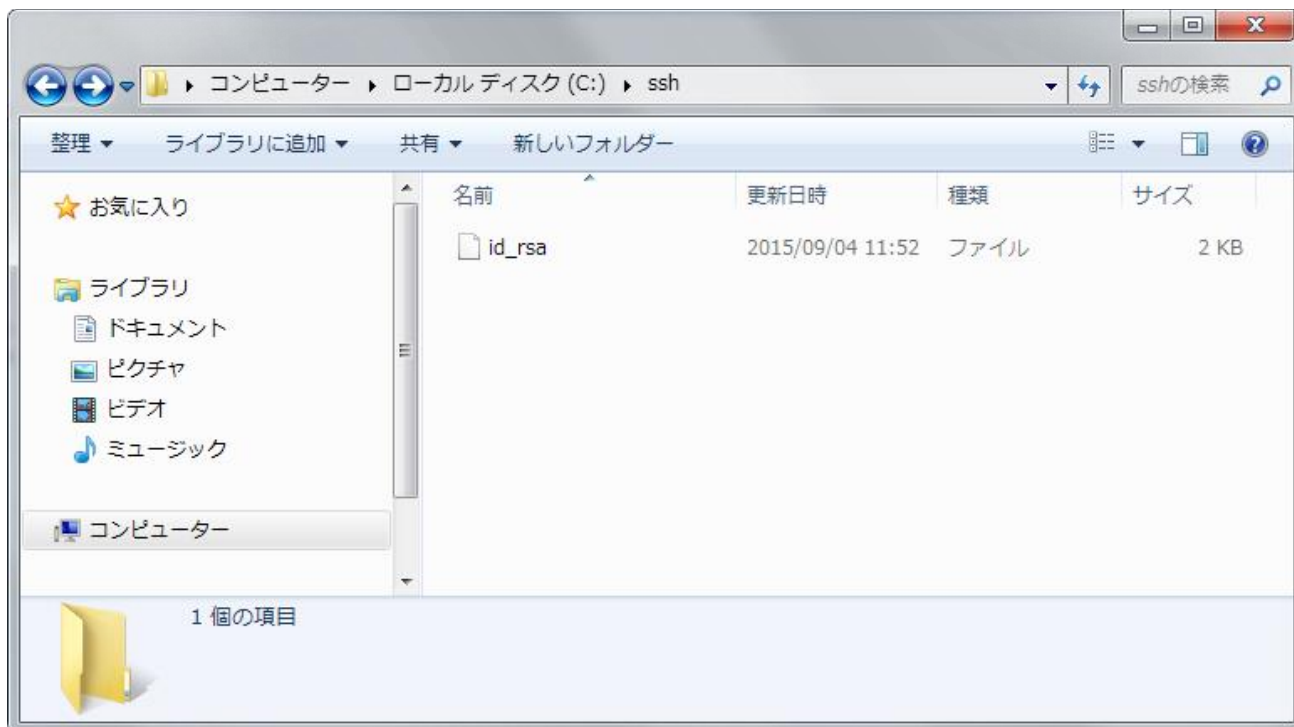 コンピューター ローカル ディスク (C:) ssh sshの検索
整理 ライブラリに追加 共有 新しいフォルダー
お気に入り
ライブラリ
ドキュメント
ピクチャ
ビデオ
ミュージック
コンピューター
名前 更新日時 種類 サイズ
id_rsa 2015/09/04 11:52 ファイル 2 KB
1 個の項目